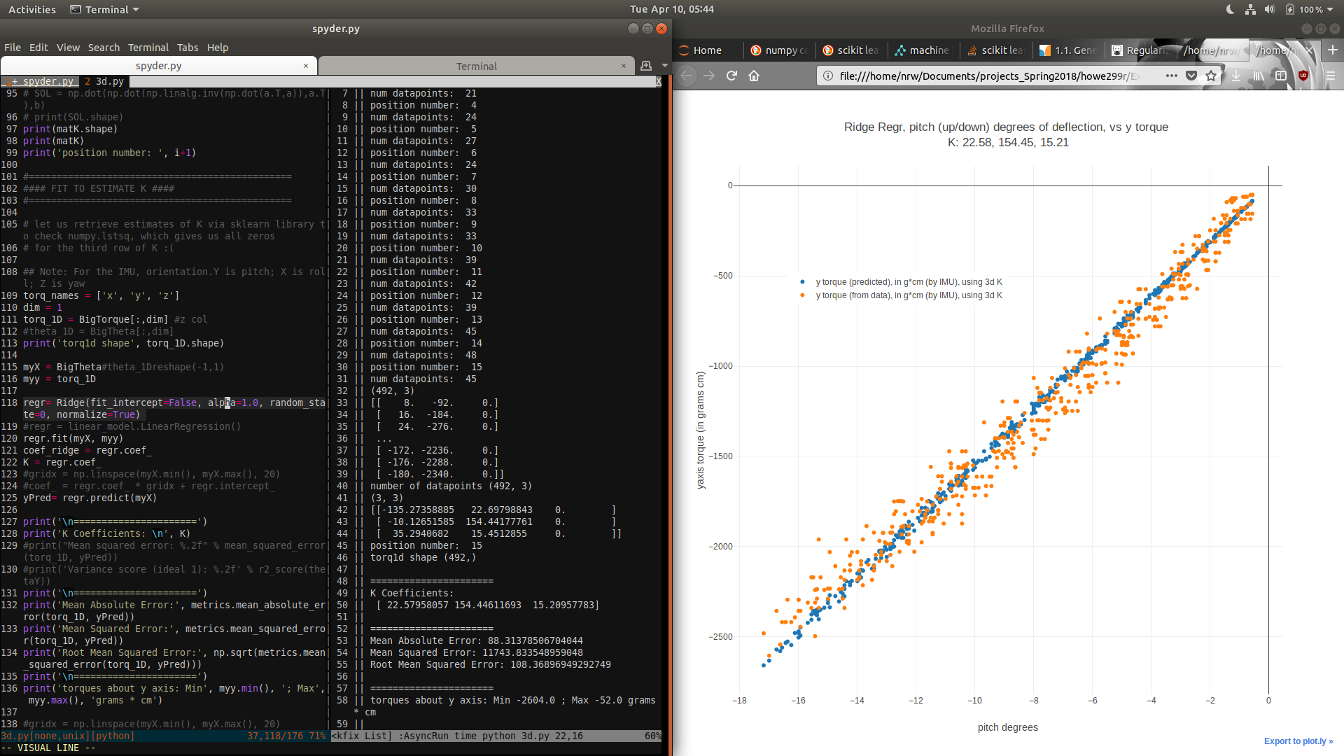 Activities
Terminal
Tue Apr 10, 05:44
100 %
spyder.py
Mozilla Firefox
File Edit View Search Terminal Tabs Help
spyder.py
Terminal
1+ spyder.py 2 3d.py
95 # SOL = np.dot(np.dot(np.linalg.inv(np.dot(a.T,a)),a.T
),b)
96 # print(SOL.shape)
97 print(matK.shape)
98 print(matK)
99 print('position number: ', i+1)
100
101 #===============================================
102 #### FIT TO ESTIMATE K ####
103 #===============================================
104
105 # let us retrieve estimates of K via sklearn library t
o check numpy.lstsq, which gives us all zeros
106 # for the third row of K :(
107
108 ## Note: For the IMU, orientation.Y is pitch; X is rol
l; Z is yaw
109 torq_names = ['x', 'y', 'z']
110 dim = 1
111 torq_1D = BigTorque[:,dim] #z col
112 #theta_1D = BigTheta[:,dim]
113 print('torq1d shape', torq_1D.shape)
114
115 myX = BigTheta#theta_1Dreshape(-1,1)
116 myy = torq_1D
117
118 regr= Ridge(fit_intercept=False, alpha=1.0, random_sta
te=0, normalize=True)
119 #regr = linear_model.LinearRegression()
120 regr.fit(myX, myy)
121 coef_ridge = regr.coef_
122 K = regr.coef_
123 #gridx = np.linspace(myX.min(), myX.max(), 20)
124 #coef_ = regr.coef_ * gridx + regr.intercept_
125 yPred= regr.predict(myX)
126
127 print('\n======================')
128 print('K Coefficients: \n', K)
129 #print("Mean squared error: %.2f" % mean_squared_error
(torq_1D, yPred))
130 #print('Variance score (ideal 1): %.2f' % r2_score(the
taY))
131 print('\n======================')
132 print('Mean Absolute Error:', metrics.mean_absolute_er
ror(torq_1D, yPred))
133 print('Mean Squared Error:', metrics.mean_squared_erro
r(torq_1D, yPred))
134 print('Root Mean Squared Error:', np.sqrt(metrics.mean
_squared_error(torq_1D, yPred)))
135 print('\n======================')
136 print('torques about y axis: Min', myy.min(), '; Max',
myy.max(), 'grams * cm')
137
138 #gridx = np.linspace(myX.min(), myX.max(), 20)
3d.py[none,unix][python] 37,118/176 71%
-- VISUAL LINE --
7 || num datapoints: 21
8 || position number: 4
9 || num datapoints: 24
10 || position number: 5
11 || num datapoints: 27
12 || position number: 6
13 || num datapoints: 24
14 || position number: 7
15 || num datapoints: 30
16 || position number: 8
17 || num datapoints: 33
18 || position number: 9
19 || num datapoints: 33
20 || position number: 10
21 || num datapoints: 39
22 || position number: 11
23 || num datapoints: 42
24 || position number: 12
25 || num datapoints: 39
26 || position number: 13
27 || num datapoints: 45
28 || position number: 14
29 || num datapoints: 48
30 || position number: 15
31 || num datapoints: 45
32 || (492, 3)
33 || [[ 8. -92. 0.]
34 || [ 16. -184. 0.]
35 || [ 24. -276. 0.]
36 || ...
37 || [ -172. -2236. 0.]
38 || [ -176. -2288. 0.]
39 || [ -180. -2340. 0.]]
40 || number of datapoints (492, 3)
41 || (3, 3)
42 || [[-135.27358885 22.69798843 0. ]
43 || [ -10.12651585 154.44177761 0. ]
44 || [ 35.2940682 15.4512855 0. ]]
45 || position number: 15
46 || torq1d shape (492,)
47 ||
48 || ======================
49 || K Coefficients:
50 || [ 22.57958057 154.44611693 15.20957783]
51 ||
52 || ======================
53 || Mean Absolute Error: 88.31378506704044
54 || Mean Squared Error: 11743.833548959048
55 || Root Mean Squared Error: 108.36896949292749
56 ||
57 || ======================
58 || torques about y axis: Min -2604.0 ; Max -52.0 grams
* cm
59 ||
<kfix List] :AsyncRun time python 3d.py 22,16 60%
Home
numpy co
scikit lea
machine
scikit lea
1.1. Gene
Regulari
/home/nrw/
/home/n
file:///home/nrw/Documents/projects_Spring2018/howe299r/Ex
Ridge Regr, pitch (up/down) degrees of deflection, vs y torque
K: 22.58, 154.45, 15.21
y torque (predicted), in g*cm (by IMU), using 3d K
y torque (from data), in g*cm (by IMU), using 3d K
0
−500
−1000
−1500
−2000
−2500
yaxis torque (in grams cm)
−18 −16 −14 −12 −10 −8 −6 −4 −2 0
pitch degrees
Export to plot.ly »